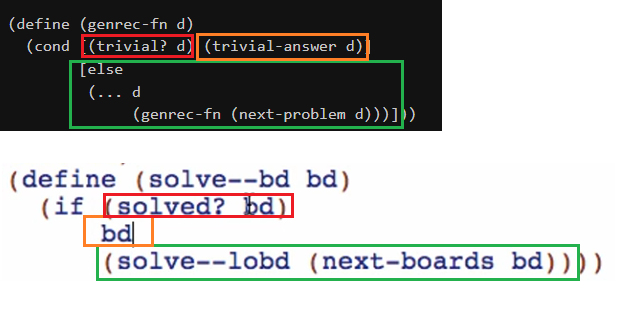 (define (genrec-fn d)
(cond [(trivial? d) (trivial-answer d)]
[else
(... d
(genrec-fn (next-problem d)))]))
(define (solve--bd bd)
(if (solved? bd)
bd
(solve--lobd (next-boards bd))))